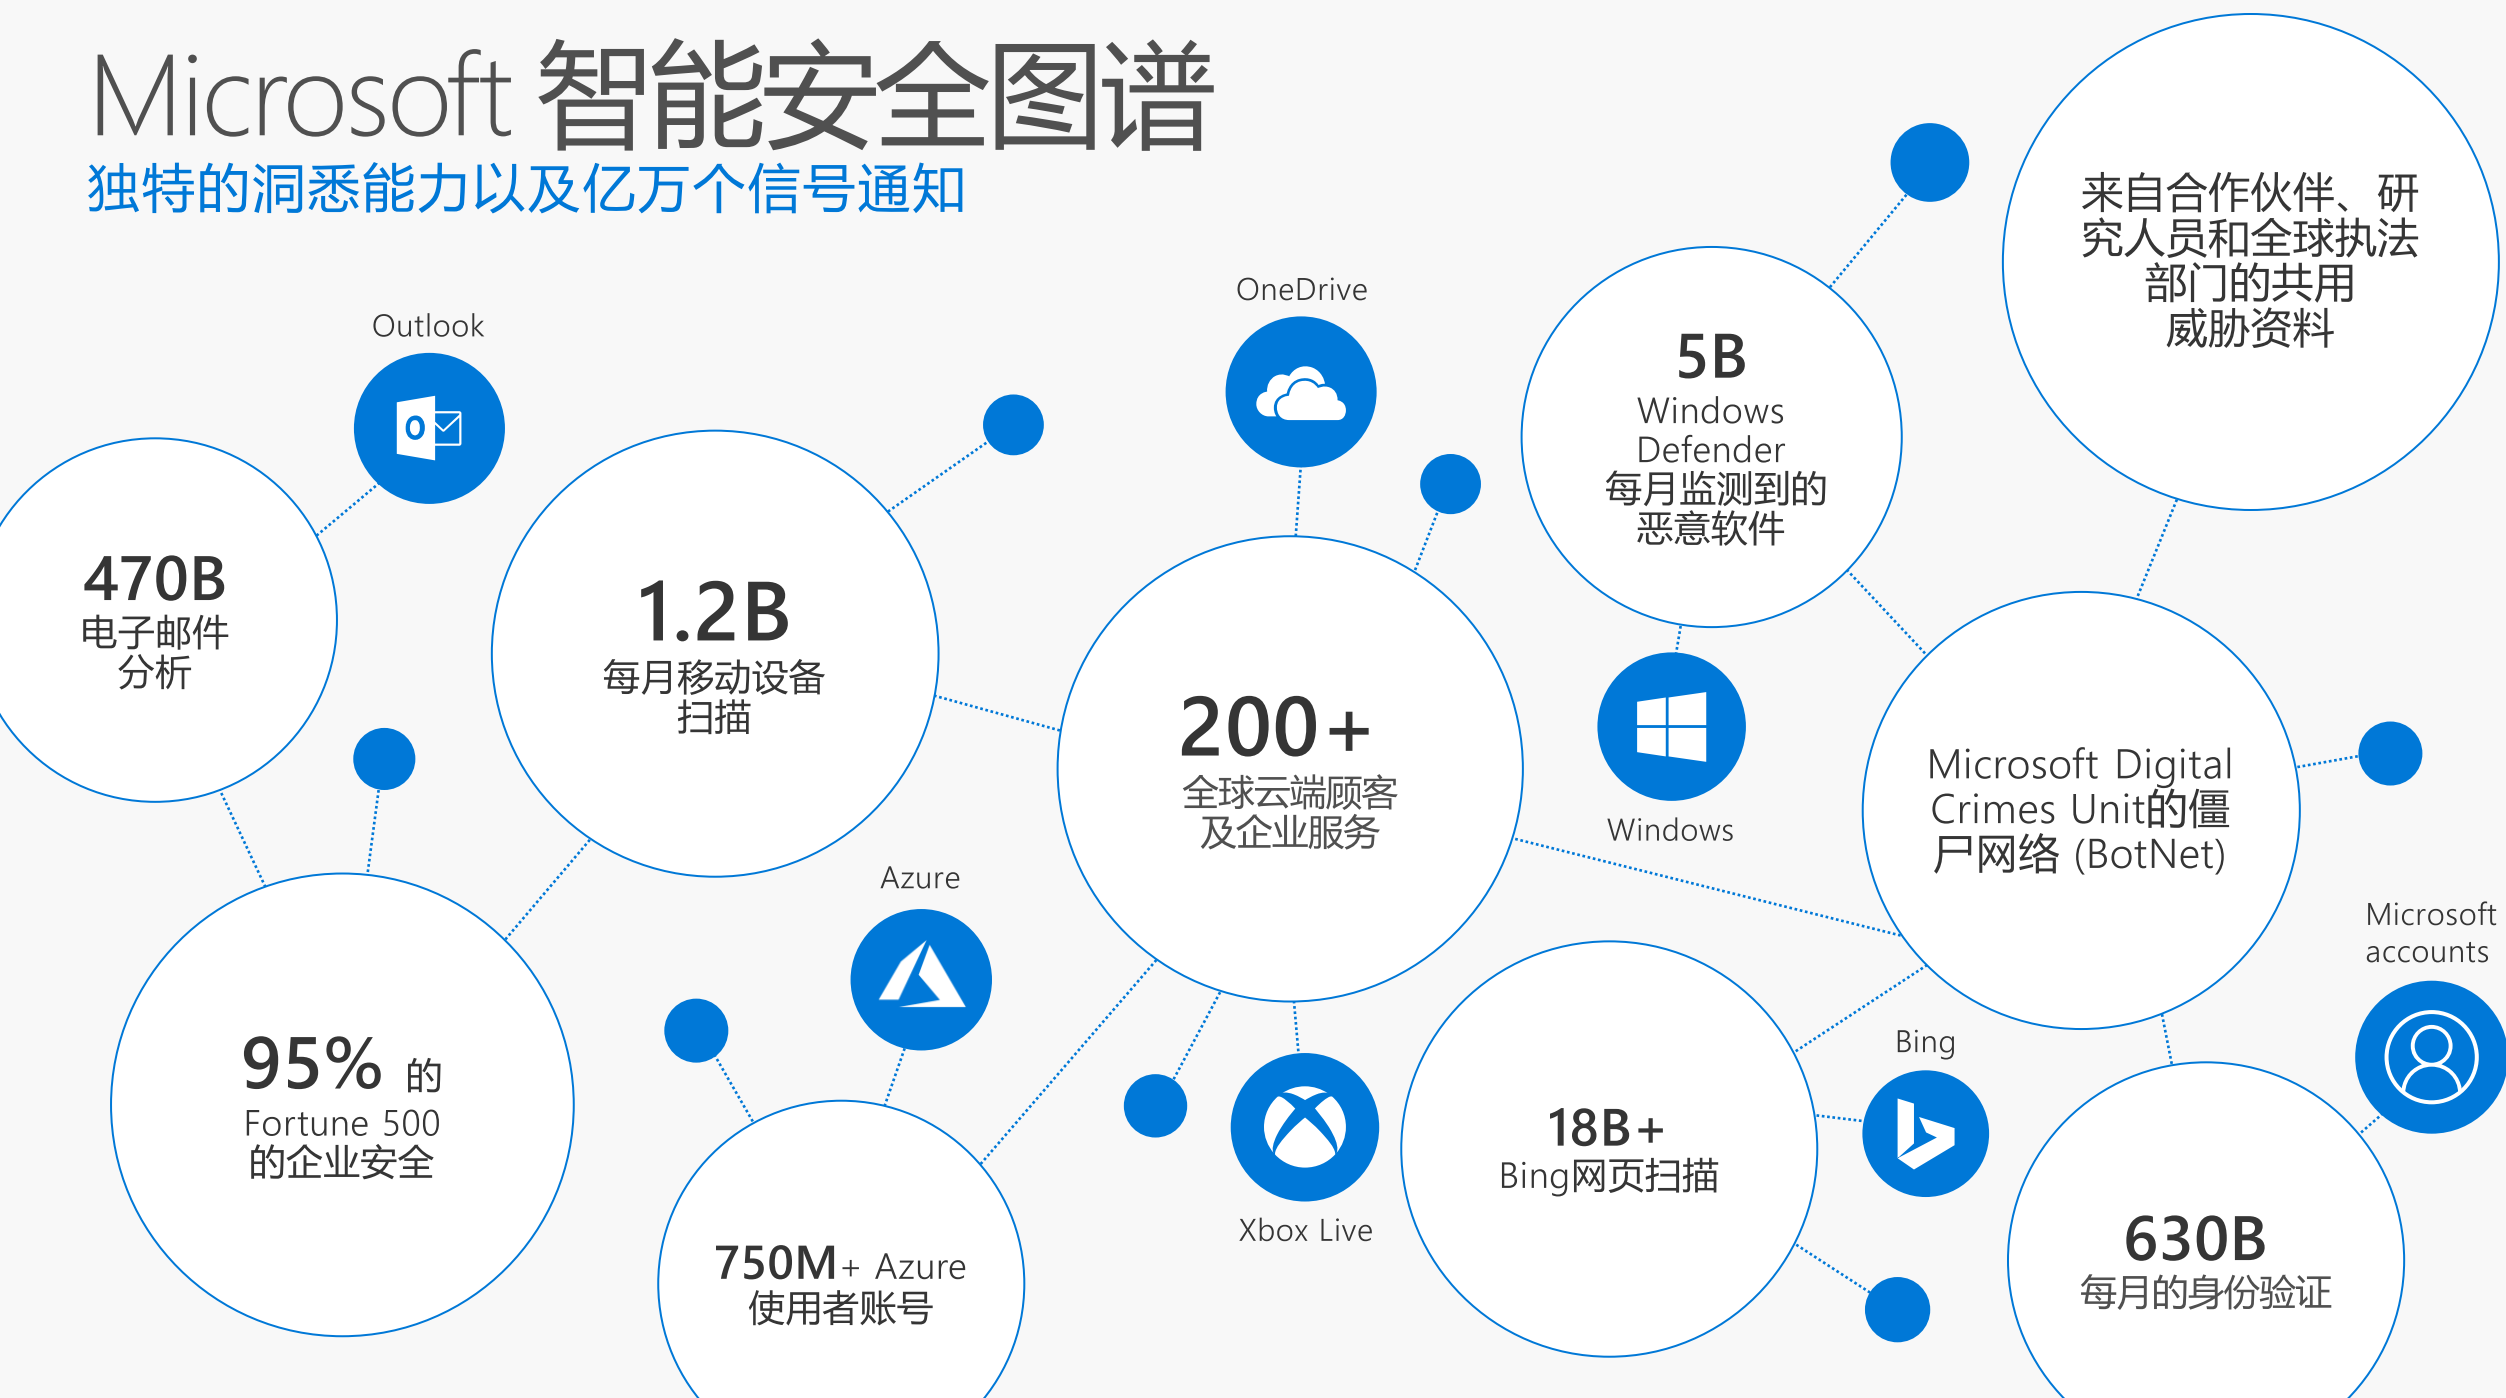 Microsoft 智能安全图谱
独特的洞悉能力以及亿万个信号通知
来自合作伙伴、研
究人员和全球执法
部门的共用
威胁资料
OneDrive
Outlook
5B
Windows
Defender
每月监测到的
恶意软件
470B
电子邮件
分析
1.2B
每月移动设备
扫描
200+
全球云端顾客
及企业服务
Windows
Microsoft Digital
Crimes Unit的僵
尸网络 (BotNet)
Azure
Microsoft
accounts
95% 的
Fortune 500
的企业安全
Bing
18B+
Bing网页扫描
Xbox Live
750M+ Azure
使用者账号
630B
每月的身份验证